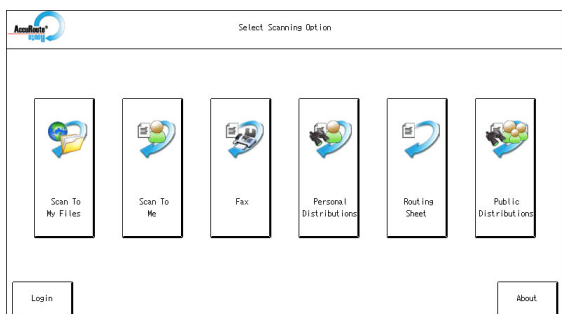 AccuRoute®
Select Scanning Option
Scan To
My Files
Scan To
Me
Fax
Personal
Distributions
Routing
Sheet
Public
Distributions
Login
About